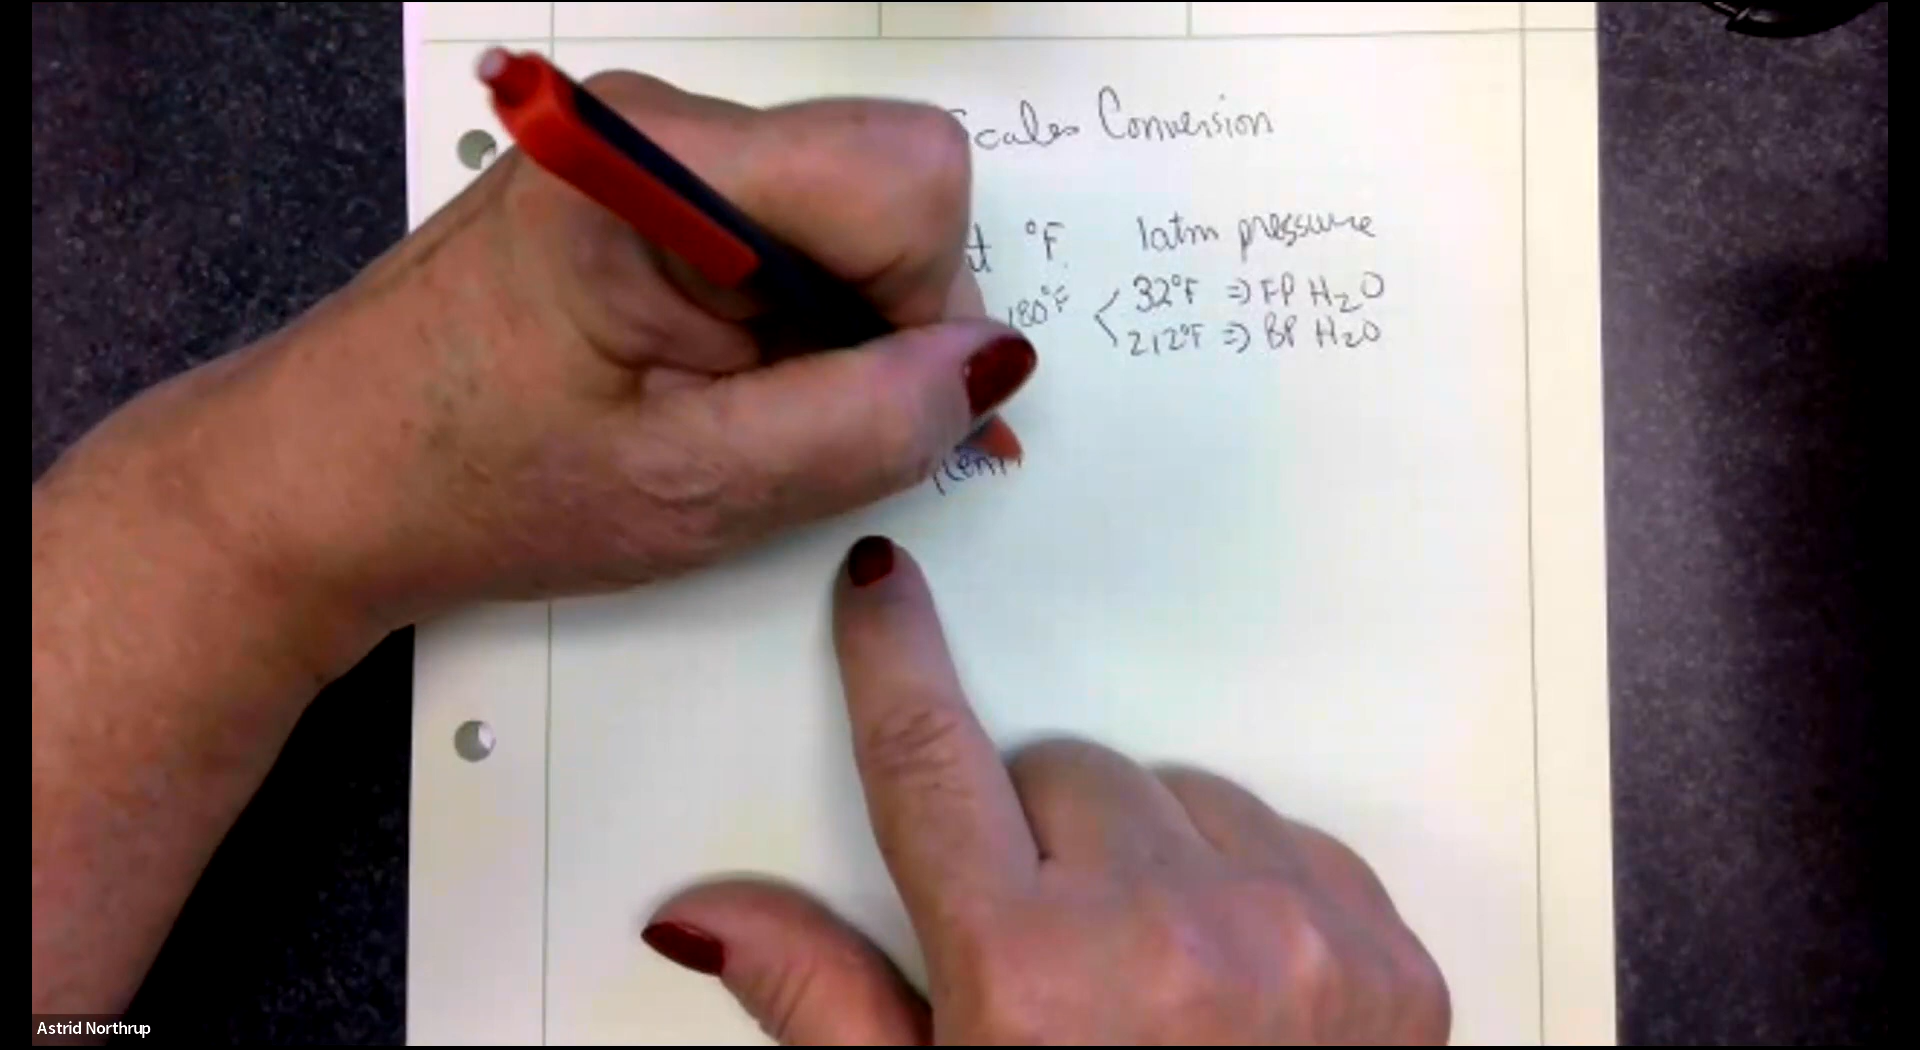 Scales Conversion
°F 1atm pressure
180°F < 32°F => FP H2O
212°F => BP H2O
Astrid Northrup